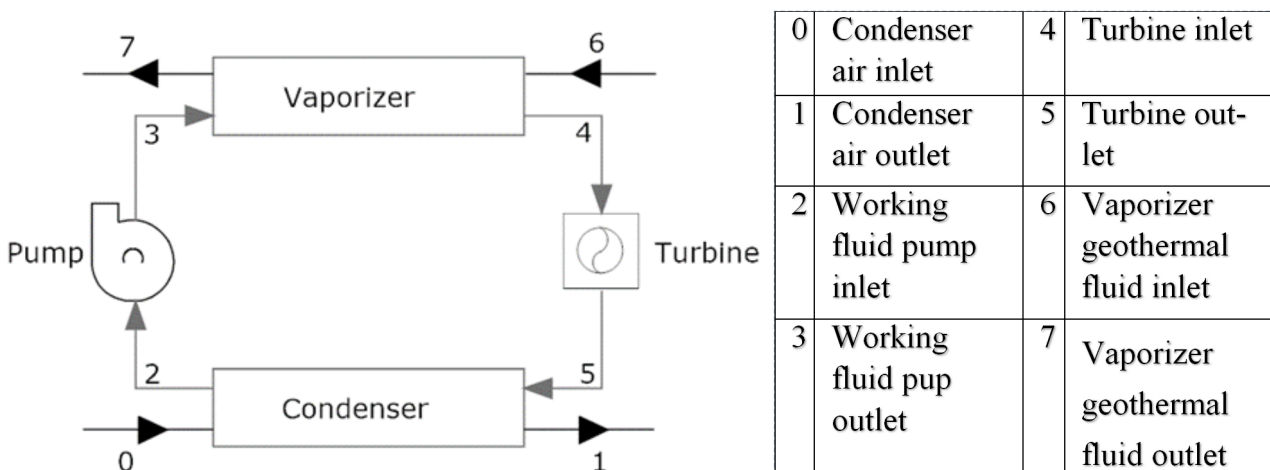 7
6
Vaporizer
3
4
Pump
Turbine
2
5
Condenser
0
1
0 Condenser air inlet 4 Turbine inlet
1 Condenser air outlet 5 Turbine out-
let
2 Working fluid pump inlet 6 Vaporizer geothermal fluid inlet
3 Working fluid pup outlet 7 Vaporizer geothermal fluid outlet